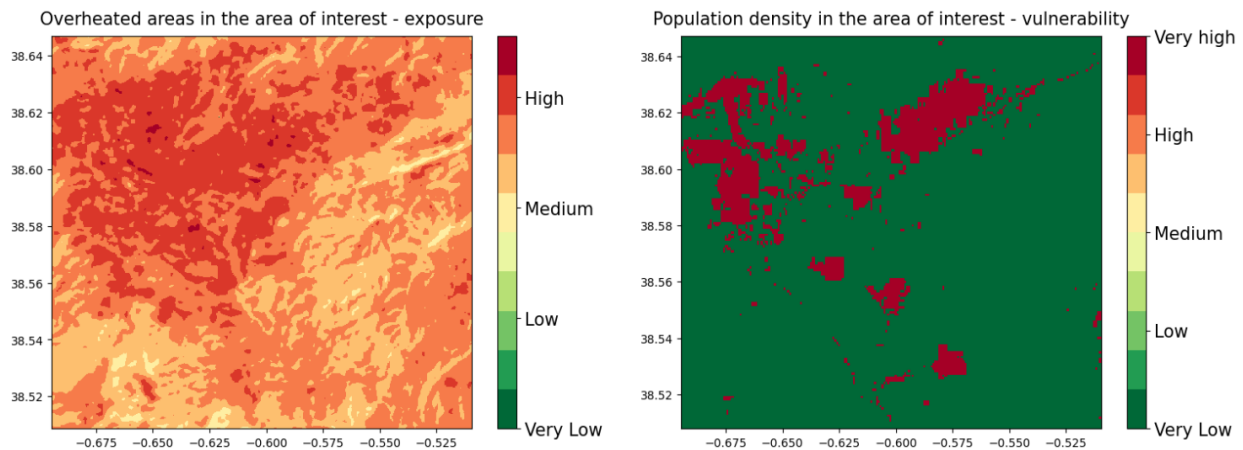 Overheated areas in the area of interest - exposure
38.64
38.62
38.60
38.58
38.56
38.54
38.52
−0.675 −0.650 −0.625 −0.600 −0.575 −0.550 −0.525
High
Medium
Low
Very Low
Population density in the area of interest - vulnerability
38.64
38.62
38.60
38.58
38.56
38.54
38.52
−0.675 −0.650 −0.625 −0.600 −0.575 −0.550 −0.525
Very high
High
Medium
Low
Very Low